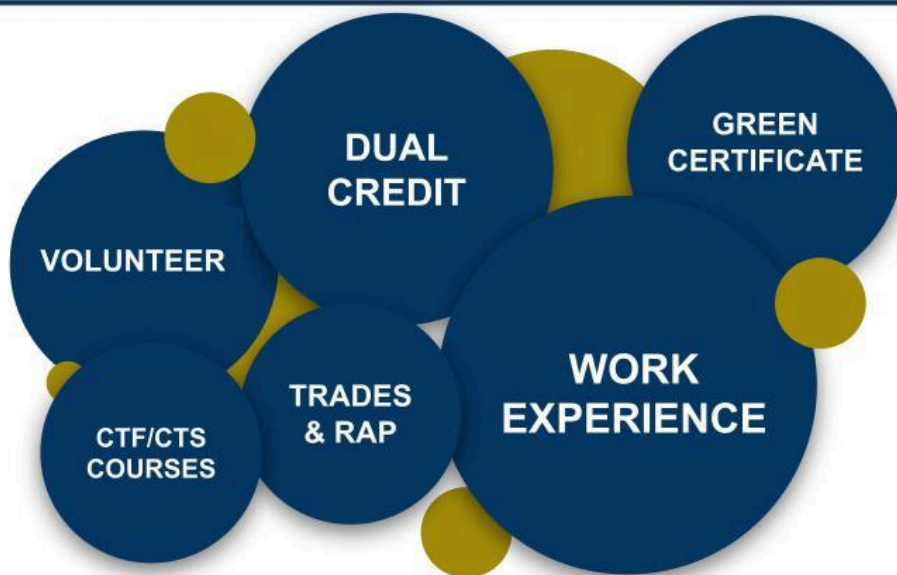 DUAL
CREDIT
GREEN
CERTIFICATE
VOLUNTEER
WORK
EXPERIENCE
TRADES
& RAP
CTF/CTS
COURSES